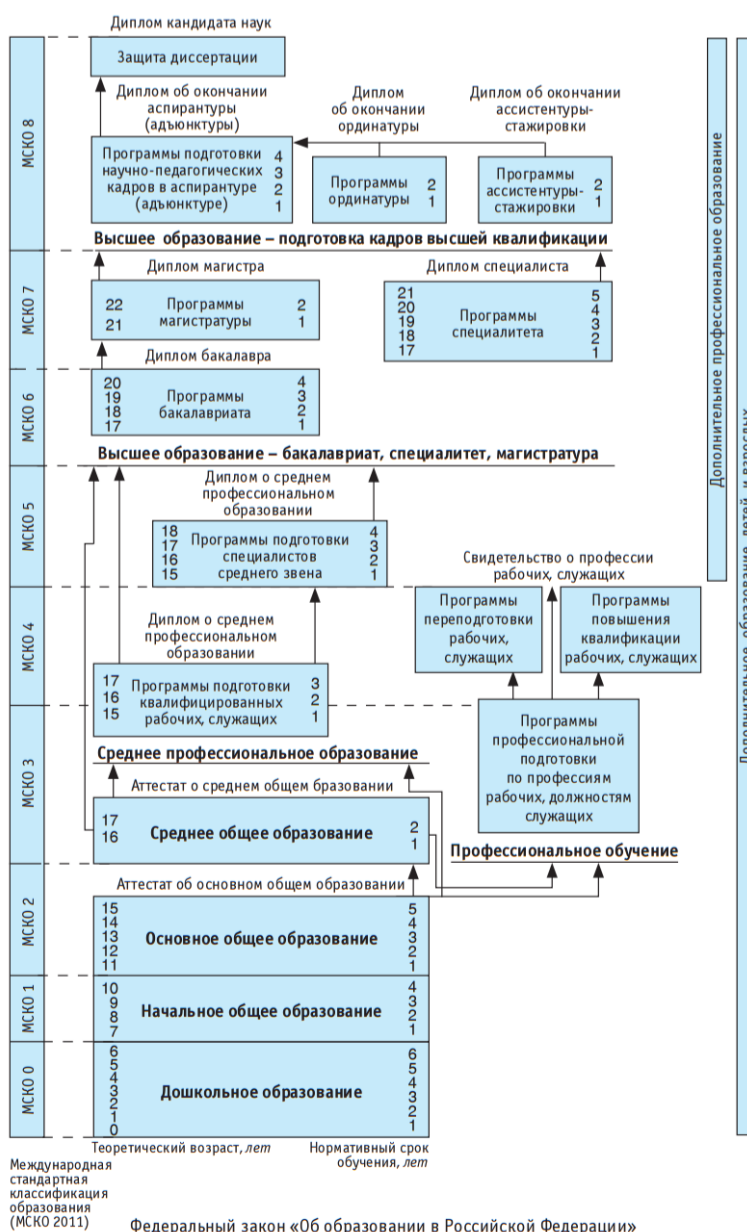 Диплом кандидата наук
МСКО 8
Защита диссертации
Диплом об окончании
аспирантуры
(адъюнктуры)
Диплом
об окончании
ординатуры
Диплом об окончании
ассистентуры-
стажировки
Программы подготовки
научно-педагогических
кадров в аспирантуре
(адъюнктуре)
4
3
2
1
Программы
ординатуры
2
1
Программы
ассистентуры-
стажировки
2
1
Высшее образование – подготовка кадров высшей квалификации
МСКО 7
Диплом магистра
22
21
Программы
магистратуры
2
1
Диплом специалиста
21
20
19
18
17
Программы
специалитета
5
4
3
2
1
Диплом бакалавра
МСКО 6
20
19
18
17
Программы
бакалавриата
4
3
2
1
Высшее образование – бакалавриат, специалитет, магистратура
МСКО 5
Диплом о среднем
профессиональном
образовании
18
17
16
15
Программы подготовки
специалистов
среднего звена
4
3
2
1
Свидетельство о профессии
рабочих, служащих
МСКО 4
Диплом о среднем
профессиональном
образовании
Программы
переподготовки
рабочих,
служащих
Программы
повышения
квалификации
рабочих, служащих
17
16
15
Программы подготовки
квалифицированных
рабочих, служащих
3
2
1
Программы
профессиональной
подготовки
по профессиям
рабочих, должностям
служащих
МСКО 3
Среднее профессиональное образование
Аттестат о среднем общем бразовании
17
16
Среднее общее образование
2
1
Профессиональное обучение
Аттестат об основном общем образовании
МСКО 2
15
14
13
12
11
Основное общее образование
5
4
3
2
1
МСКО 1
10
9
8
7
Начальное общее образование
4
3
2
1
МСКО 0
6
5
4
3
2
1
0
Дошкольное образование
6
5
4
3
2
1
Теоретический возраст, лет
Нормативный срок
обучения, лет
Международная
стандартная
классификация
образования
(МСКО 2011)
Дополнительное профессиональное образование
Дополнительное образование детей и взрослых
Федеральный закон «Об образовании в Российской Федерации»